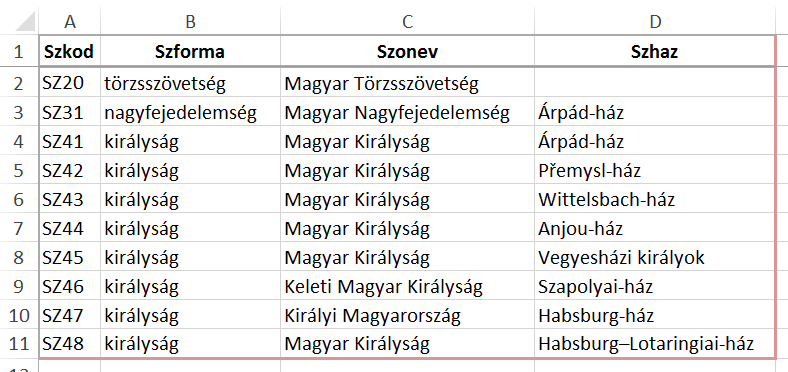 A B C D
1 Szkod Szforma Szonev Szhaz
2 SZ20 törzsszövetség Magyar Törzsszövetség
3 SZ31 nagyfejedelemség Magyar Nagyfejedelemség Árpád-ház
4 SZ41 királyság Magyar Királyság Árpád-ház
5 SZ42 királyság Magyar Királyság Přemysl-ház
6 SZ43 királyság Magyar Királyság Wittelsbach-ház
7 SZ44 királyság Magyar Királyság Anjou-ház
8 SZ45 királyság Magyar Királyság Vegyesházi királyok
9 SZ46 királyság Keleti Magyar Királyság Szapolyai-ház
10 SZ47 királyság Királyi Magyarország Habsburg-ház
11 SZ48 királyság Magyar Királyság Habsburg–Lotaringiai-ház